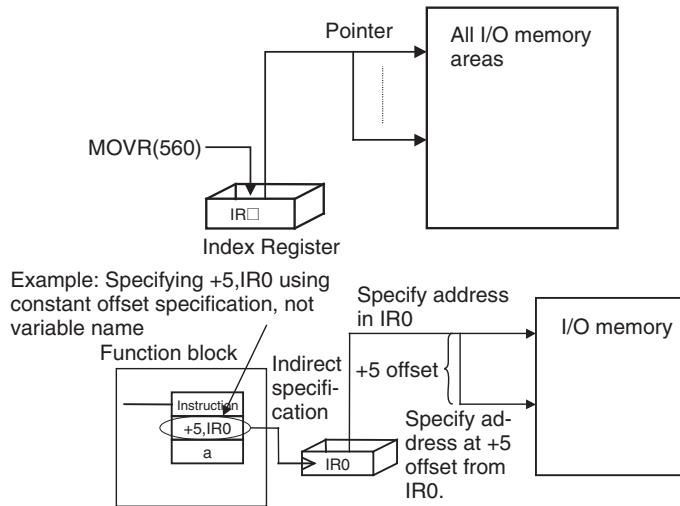 Pointer
All I/O memory
areas
MOVR(560)
IR□
Index Register
Example: Specifying +5,IR0 using
constant offset specification, not
variable name
Function block
Instruction
+5,IR0
a
Indirect
specifi-
cation
IR0
Specify address
in IR0
+5 offset
Specify ad-
dress at +5
offset from
IR0.
I/O memory